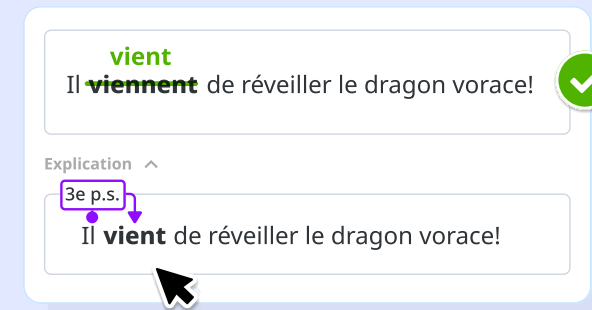 vient
Il viennent de réveiller le dragon vorace!
Explication
3e p.s.
Il vient de réveiller le dragon vorace!